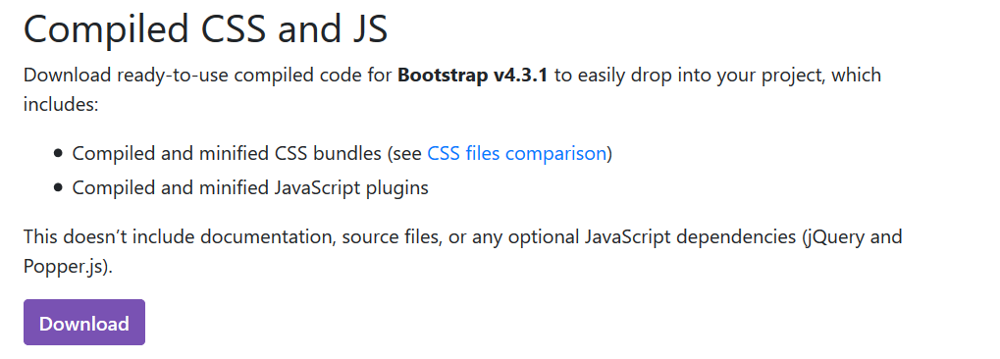 Compiled CSS and JS
Download ready-to-use compiled code for Bootstrap v4.3.1 to easily drop into your project, which
includes:
• Compiled and minified CSS bundles (see CSS files comparison)
• Compiled and minified JavaScript plugins
This doesn’t include documentation, source files, or any optional JavaScript dependencies (jQuery and
Popper.js).
Download